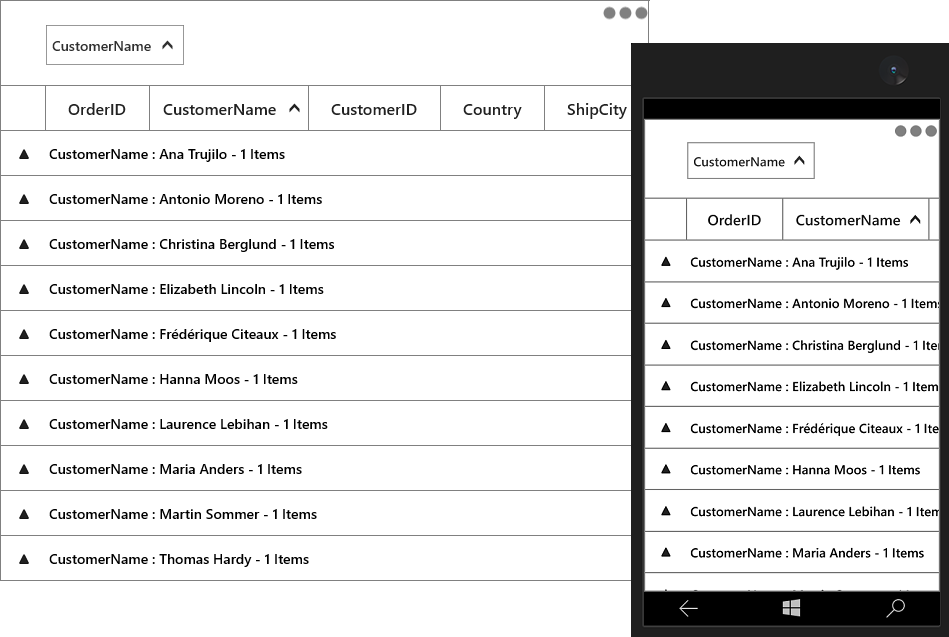 CustomerName
OrderID CustomerName CustomerID Country ShipCity
CustomerName : Ana Trujilo - 1 Items
CustomerName : Antonio Moreno - 1 Items
CustomerName : Christina Berglund - 1 Items
CustomerName : Elizabeth Lincoln - 1 Items
CustomerName : Frédérique Citeaux - 1 Items
CustomerName : Hanna Moos - 1 Items
CustomerName : Laurence Lebihan - 1 Items
CustomerName : Maria Anders - 1 Items
CustomerName : Martin Sommer - 1 Items
CustomerName : Thomas Hardy - 1 Items
CustomerName
OrderID CustomerName
CustomerName : Ana Trujilo - 1 Items
CustomerName : Antonio Moreno - 1 Items
CustomerName : Christina Berglund - 1 Ite
CustomerName : Elizabeth Lincoln - 1 Item
CustomerName : Frédérique Citeaux - 1 Ite
CustomerName : Hanna Moos - 1 Items
CustomerName : Laurence Lebihan - 1 Item
CustomerName : Maria Anders - 1 Items